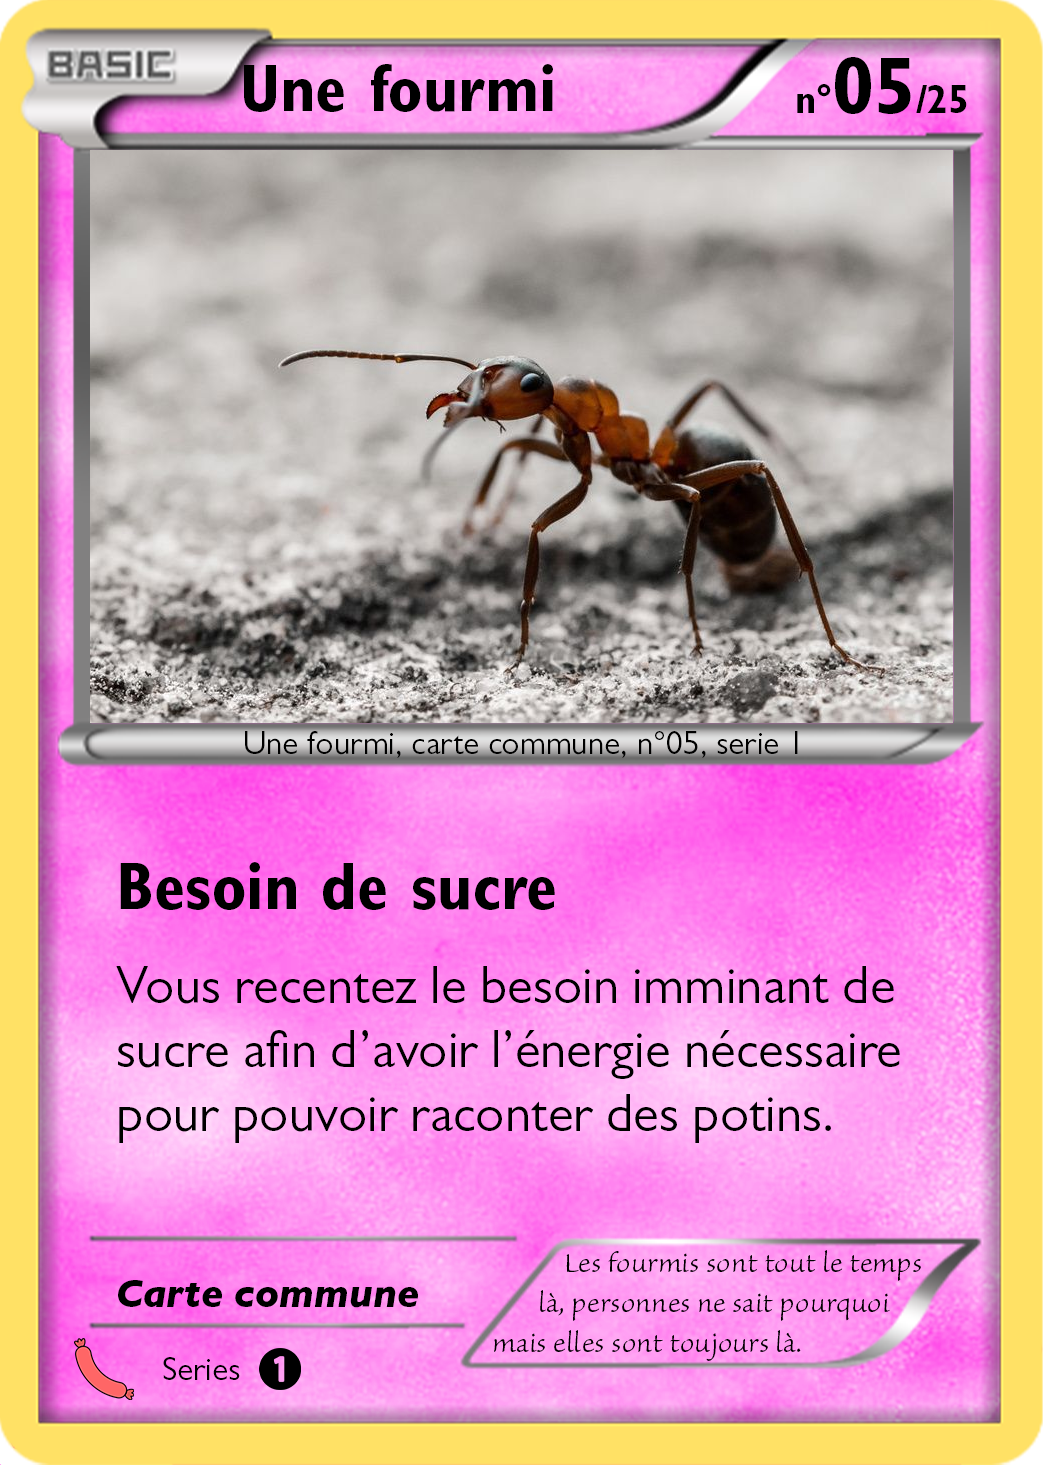 BASIC
Une fourmi
n°05/25
Une fourmi, carte commune, n°05, serie 1
Besoin de sucre
Vous recentez le besoin imminant de
sucre afin d’avoir l’énergie nécessaire
pour pouvoir raconter des potins.
Carte commune
Les fourmis sont tout le temps
là, personnes ne sait pourquoi
mais elles sont toujours là.
Series 1